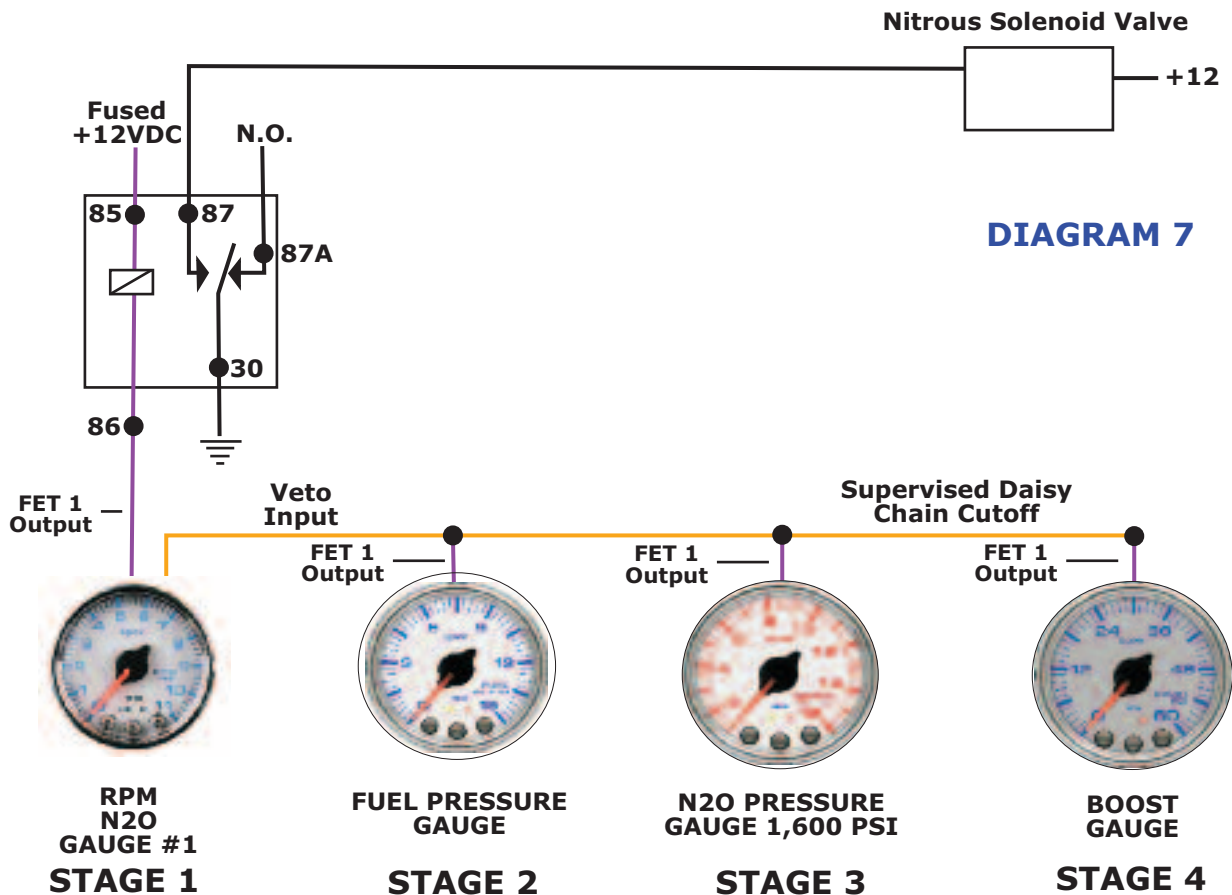 Nitrous Solenoid Valve
+12
Fused
+12VDC
N.O.
85
87
87A
DIAGRAM 7
30
86
FET 1
Output
Veto
Input
Supervised Daisy
Chain Cutoff
FET 1
Output
FET 1
Output
FET 1
Output
RPM
N2O
GAUGE #1
STAGE 1
FUEL PRESSURE
GAUGE
STAGE 2
N2O PRESSURE
GAUGE 1,600 PSI
STAGE 3
BOOST
GAUGE
STAGE 4